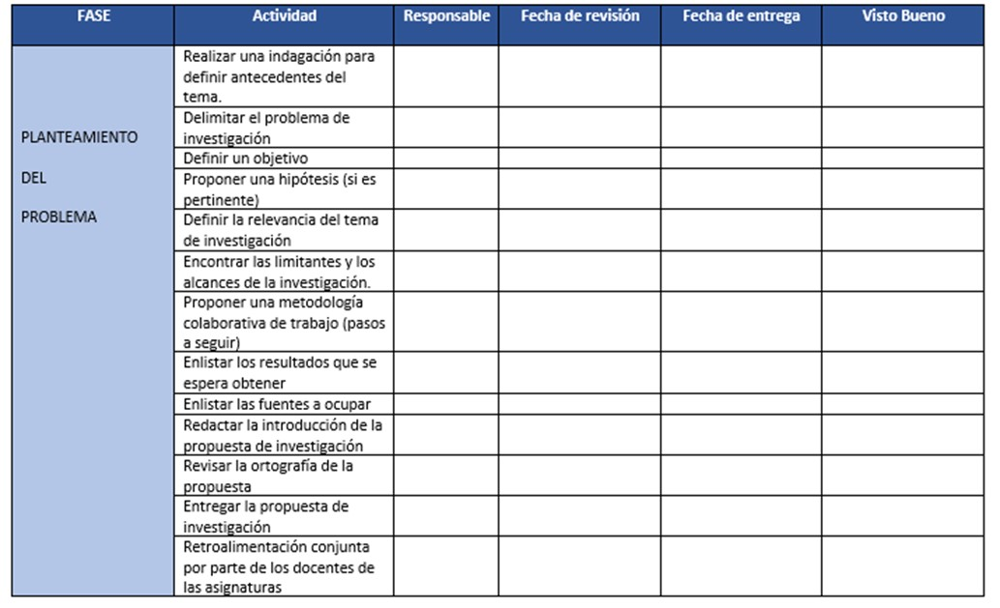 FASE Actividad Responsable Fecha de revisión Fecha de entrega Visto Bueno
PLANTEAMIENTO
DEL
PROBLEMA
Realizar una indagación para
definir antecedentes del
tema.
Delimitar el problema de
investigación
Definir un objetivo
Proponer una hipótesis (si es
pertinente)
Definir la relevancia del tema
de investigación
Encontrar las limitantes y los
alcances de la investigación.
Proponer una metodología
colaborativa de trabajo (pasos
a seguir)
Enlistar los resultados que se
espera obtener
Enlistar las fuentes a ocupar
Redactar la introducción de la
propuesta de investigación
Revisar la ortografía de la
propuesta
Entregar la propuesta de
investigación
Retroalimentación conjunta
por parte de los docentes de
las asignaturas